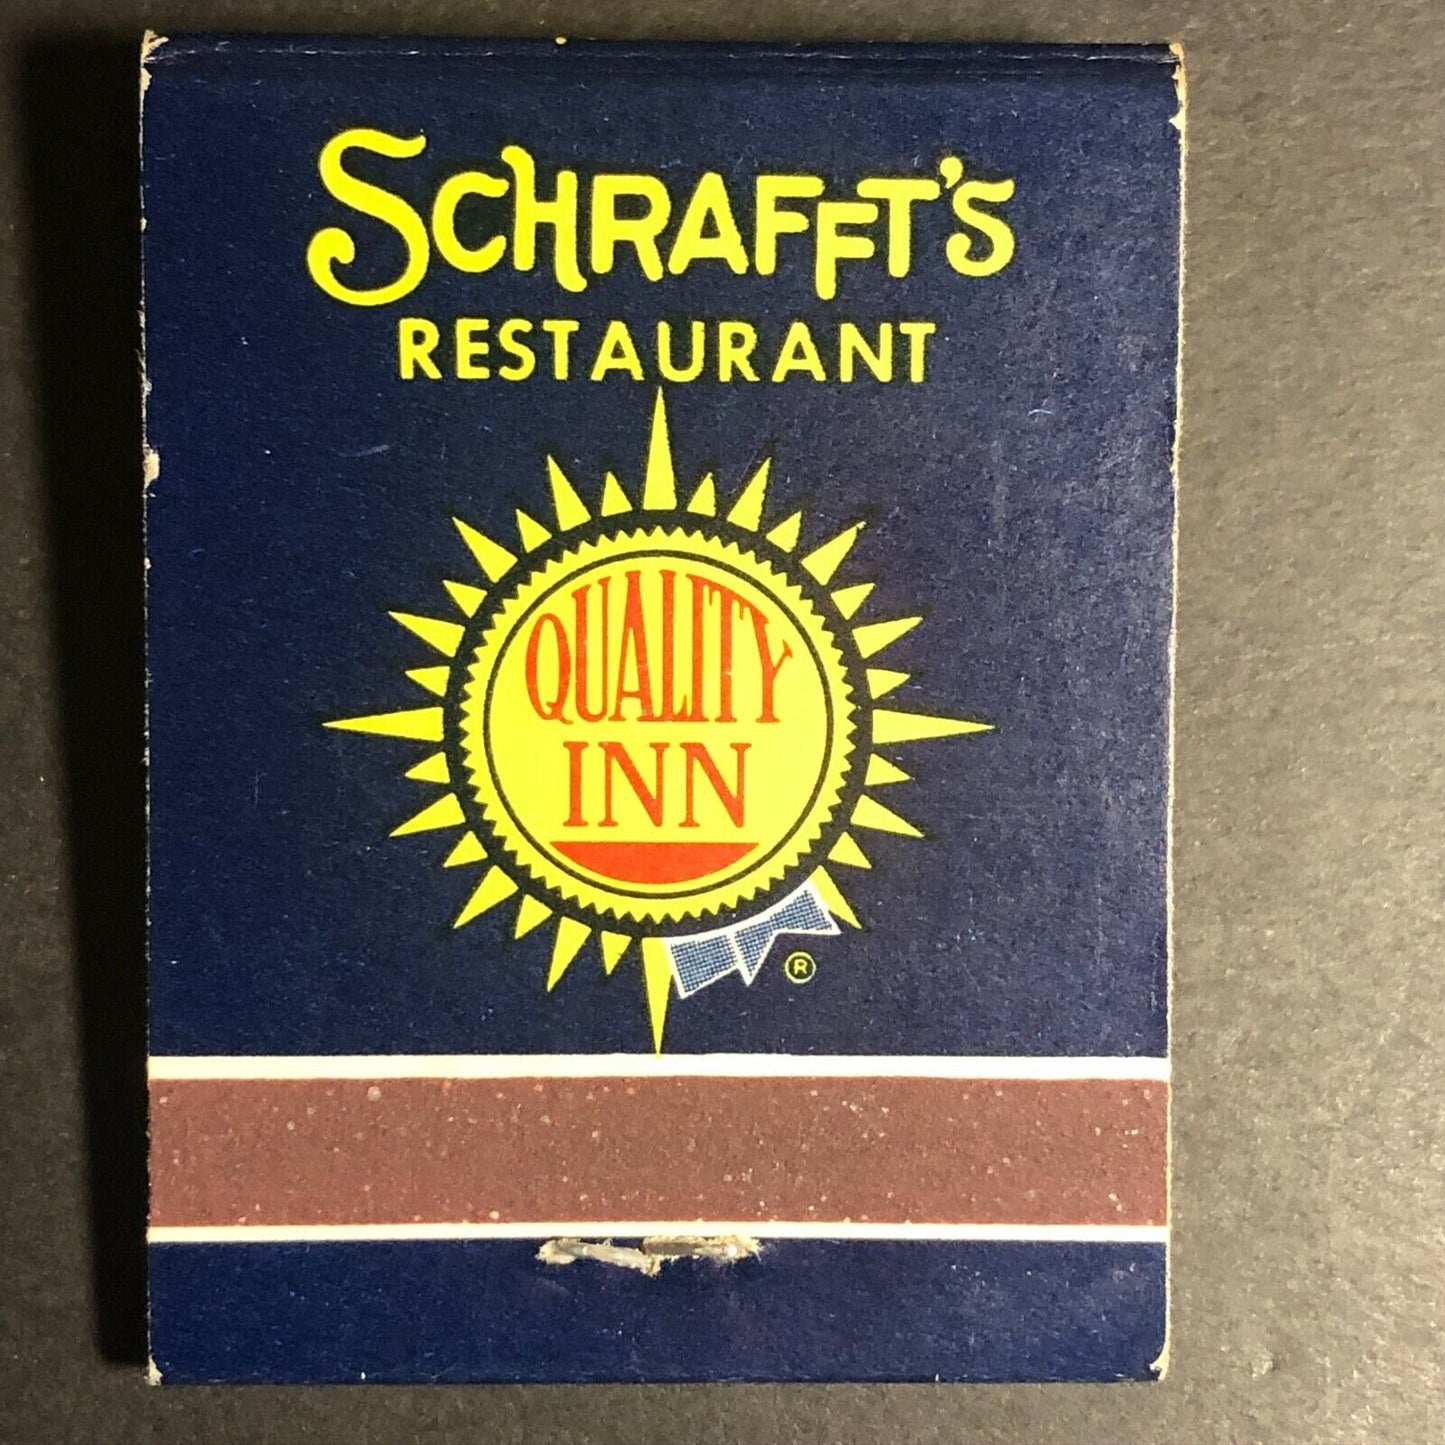 SCHRAFFT'S
RESTAURANT
QUALITY
INN
®